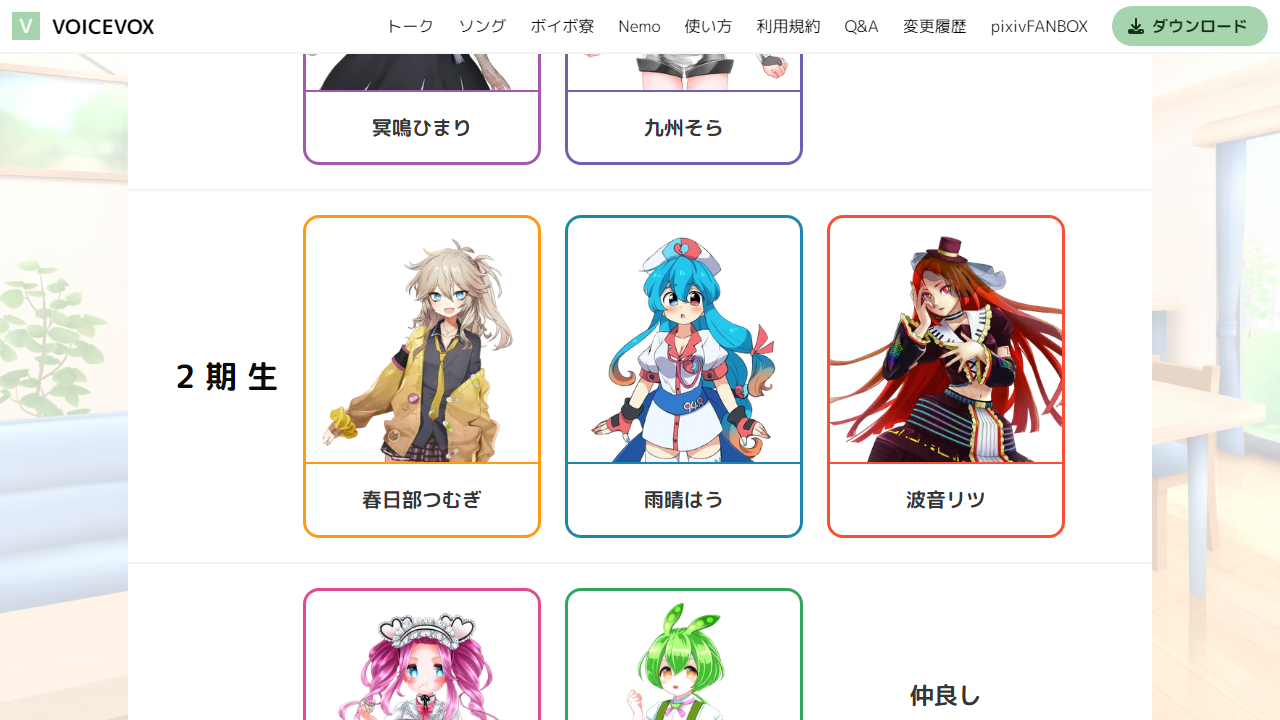 V VOICEVOX トーク ソング ボイボ寮 Nemo 使い方 利用規約 Q&A 変更履歴 pixivFANBOX ダウンロード
冥鳴ひまり 九州そら
2期生
948
春日部つむぎ 雨晴はう 波音リツ
仲良し